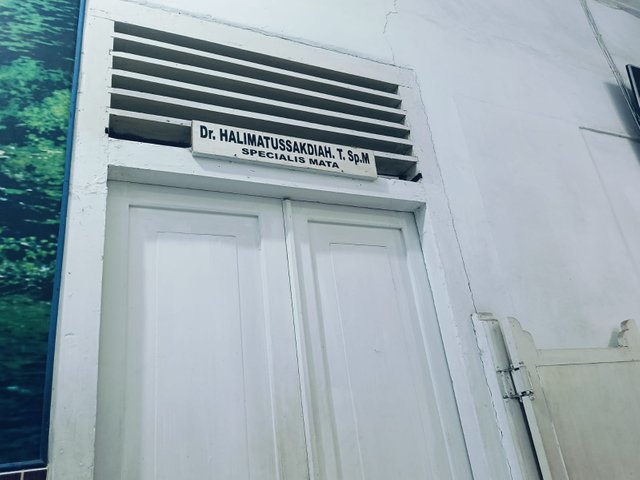 Dr. HALIMATUSSAKDIAH. T. Sp.M
SPECIALIS MATA